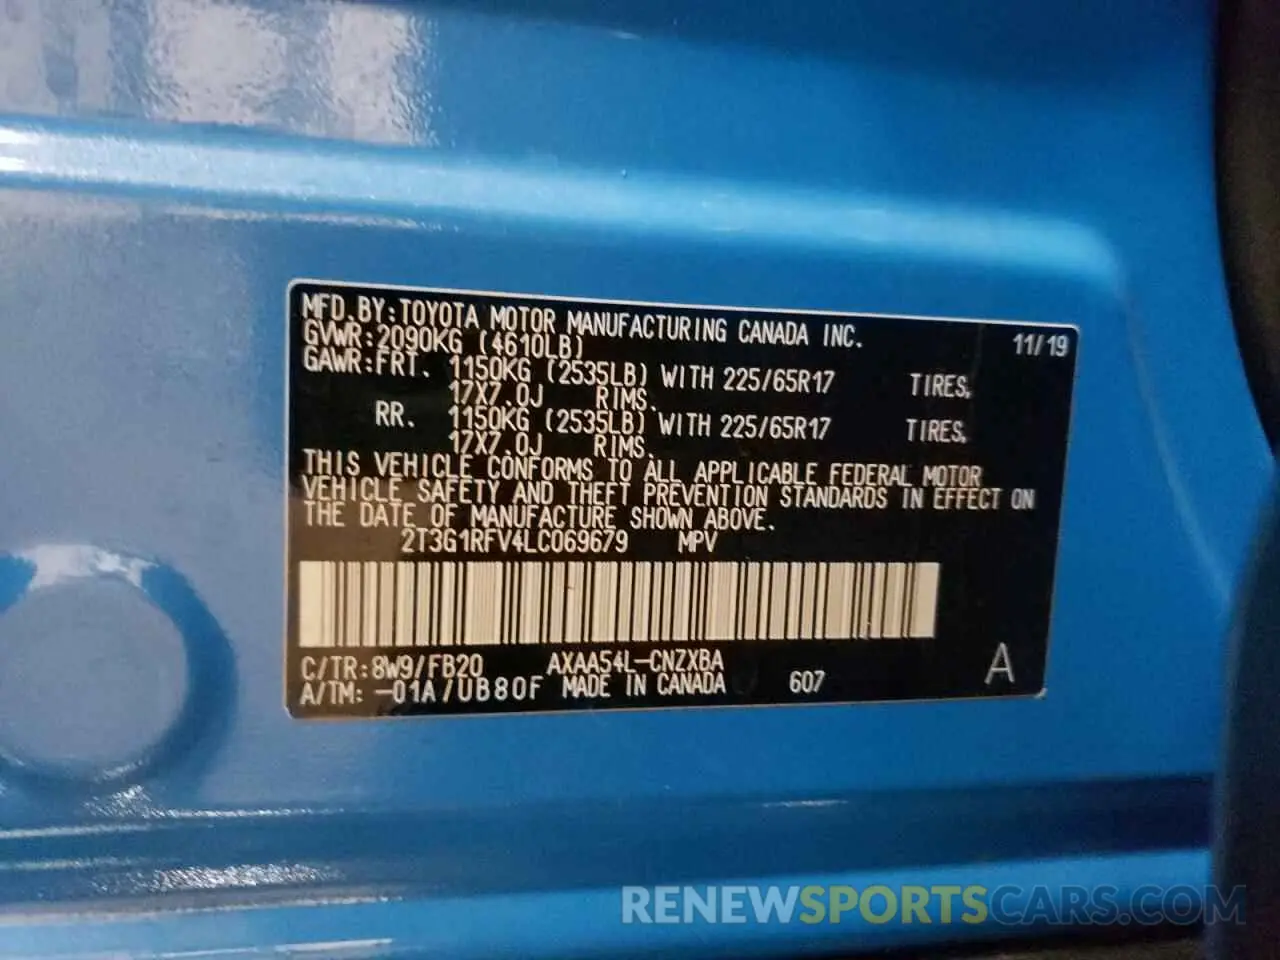 MFD.BY:TOYOTA MOTOR MANUFACTURING CANADA INC.
GVWR:2090KG (4610LB) 11/19
GAWR:FRT. 1150KG (2535LB) WITH 225/65R17 TIRES,
17X7.0J RIMS.
RR. 1150KG (2535LB) WITH 225/65R17 TIRES,
17X7.0J RIMS.
THIS VEHICLE CONFORMS TO ALL APPLICABLE FEDERAL MOTOR
VEHICLE SAFETY AND THEFT PREVENTION STANDARDS IN EFFECT ON
THE DATE OF MANUFACTURE SHOWN ABOVE.
2T3G1RFV4LC069679 MPV
C/TR:8W9/FB20 AXAA54L-CNZXBA A
A/TM:-01A/UB80F MADE IN CANADA 607
RENEWSPORTSCARS.COM